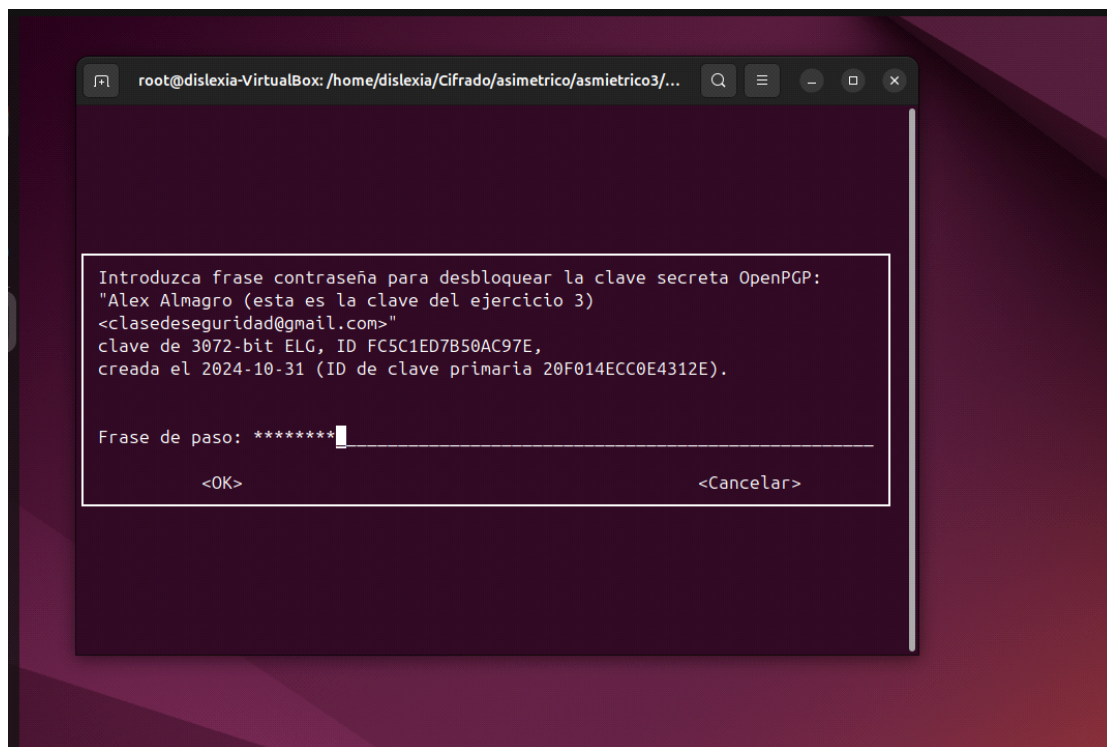 root@dislexia-VirtualBox: /home/dislexia/Cifrado/asimetrico/asmietrico3/...
Introduzca frase contraseña para desbloquear la clave secreta OpenPGP:
"Alex Almagro (esta es la clave del ejercicio 3)
<clasedeseguridad@gmail.com>"
clave de 3072-bit ELG, ID FC5C1ED7B50AC97E,
creada el 2024-10-31 (ID de clave primaria 20F014ECC0E4312E).
Frase de paso: ********
<OK> <Cancelar>